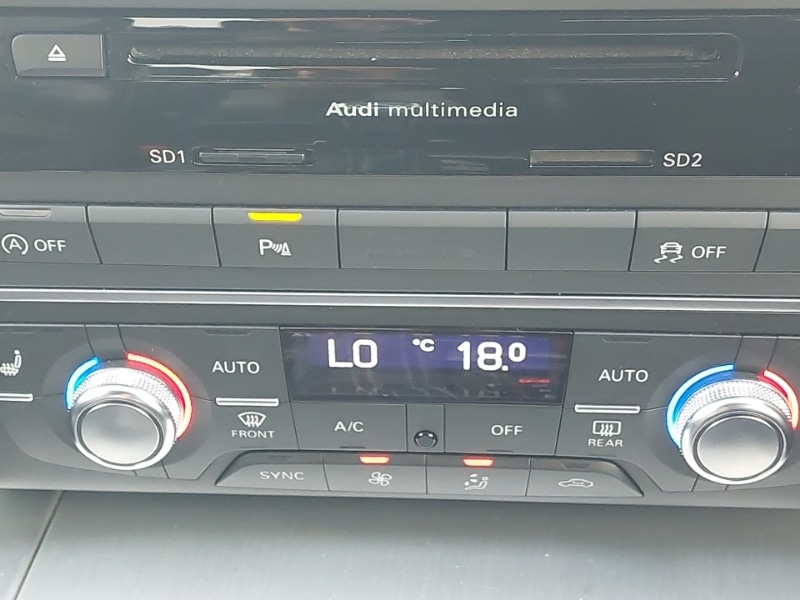 Audi multimedia
SD1 SD2
A OFF P OFF
AUTO LO °C 18.0 AUTO
FRONT A/C OFF REAR
SYNC